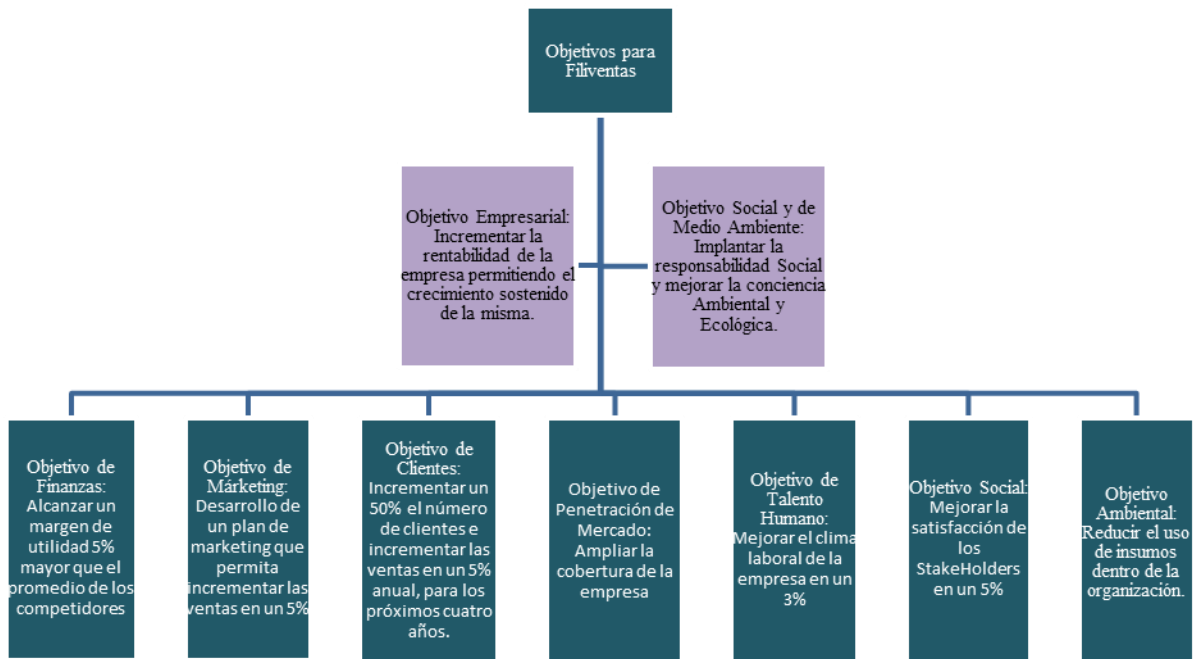 Objetivos para
Filiventas
Objetivo Empresarial:
Incrementar la
rentabilidad de la
empresa permitiendo el
crecimiento sostenido
de la misma.
Objetivo Social y de
Medio Ambiente:
Implantar la
responsabilidad Social
y mejorar la conciencia
Ambiental y
Ecológica.
Objetivo de
Finanzas:
Alcanzar un
margen de
utilidad 5%
mayor que el
promedio de los
competidores
Objetivo de
Márketing:
Desarrollo de
un plan de
marketing que
permita
incrementar las
ventas en un 5%
Objetivo de
Clientes:
Incrementar un
50% el número
de clientes e
incrementar las
ventas en un 5%
anual, para los
próximos cuatro
años.
Objetivo de
Penetración de
Mercado:
Ampliar la
cobertura de la
empresa
Objetivo de
Talento
Humano:
Mejorar el clima
laboral de la
empresa en un
3%
Objetivo Social:
Mejorar la
satisfacción de
los
StakeHolders
en un 5%
Objetivo
Ambiental:
Reducir el uso
de insumos
dentro de la
organización.